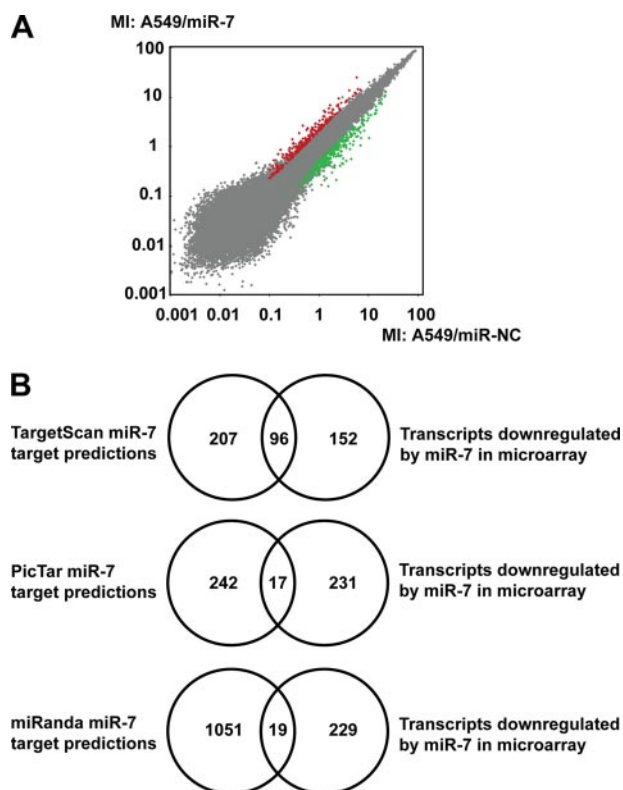 A
MI: A549/miR-7
100
10
1
0.1
0.01
0.001
0.001 0.01 0.1 1 10 100
MI: A549/miR-NC
B
TargetScan miR-7
target predictions
207 96 152
Transcripts downregulated
by miR-7 in microarray
PicTar miR-7
target predictions
242 17 231
Transcripts downregulated
by miR-7 in microarray
miRanda miR-7
target predictions
1051 19 229
Transcripts downregulated
by miR-7 in microarray